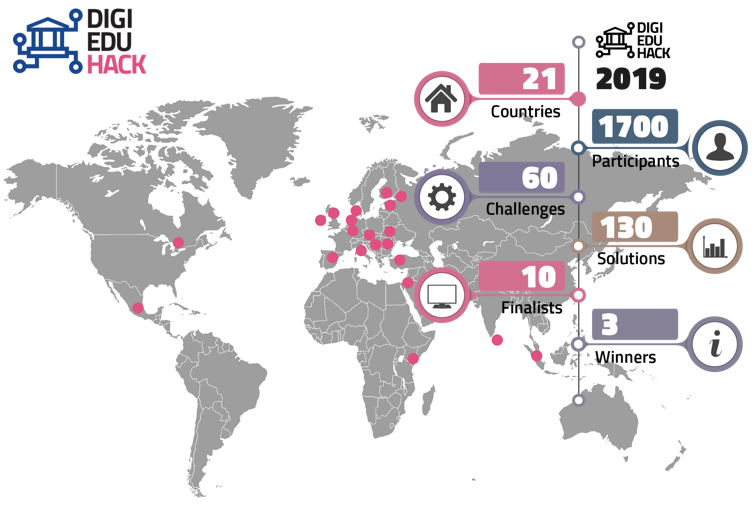 DIGI
EDU
HACK
DIGI
EDU
HACK
2019
21
Countries
1700
Participants
60
Challenges
130
Solutions
10
Finalists
3
Winners
i